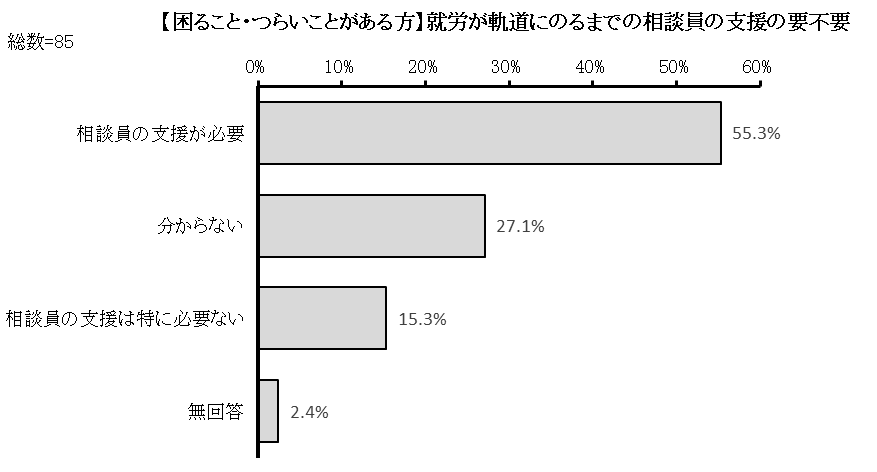 【困ること・つらいことがある方】就労が軌道にのるまでの相談員の支援の要不要
総数=85
0% 10% 20% 30% 40% 50% 60%
相談員の支援が必要 55.3%
分からない 27.1%
相談員の支援は特に必要ない 15.3%
無回答 2.4%